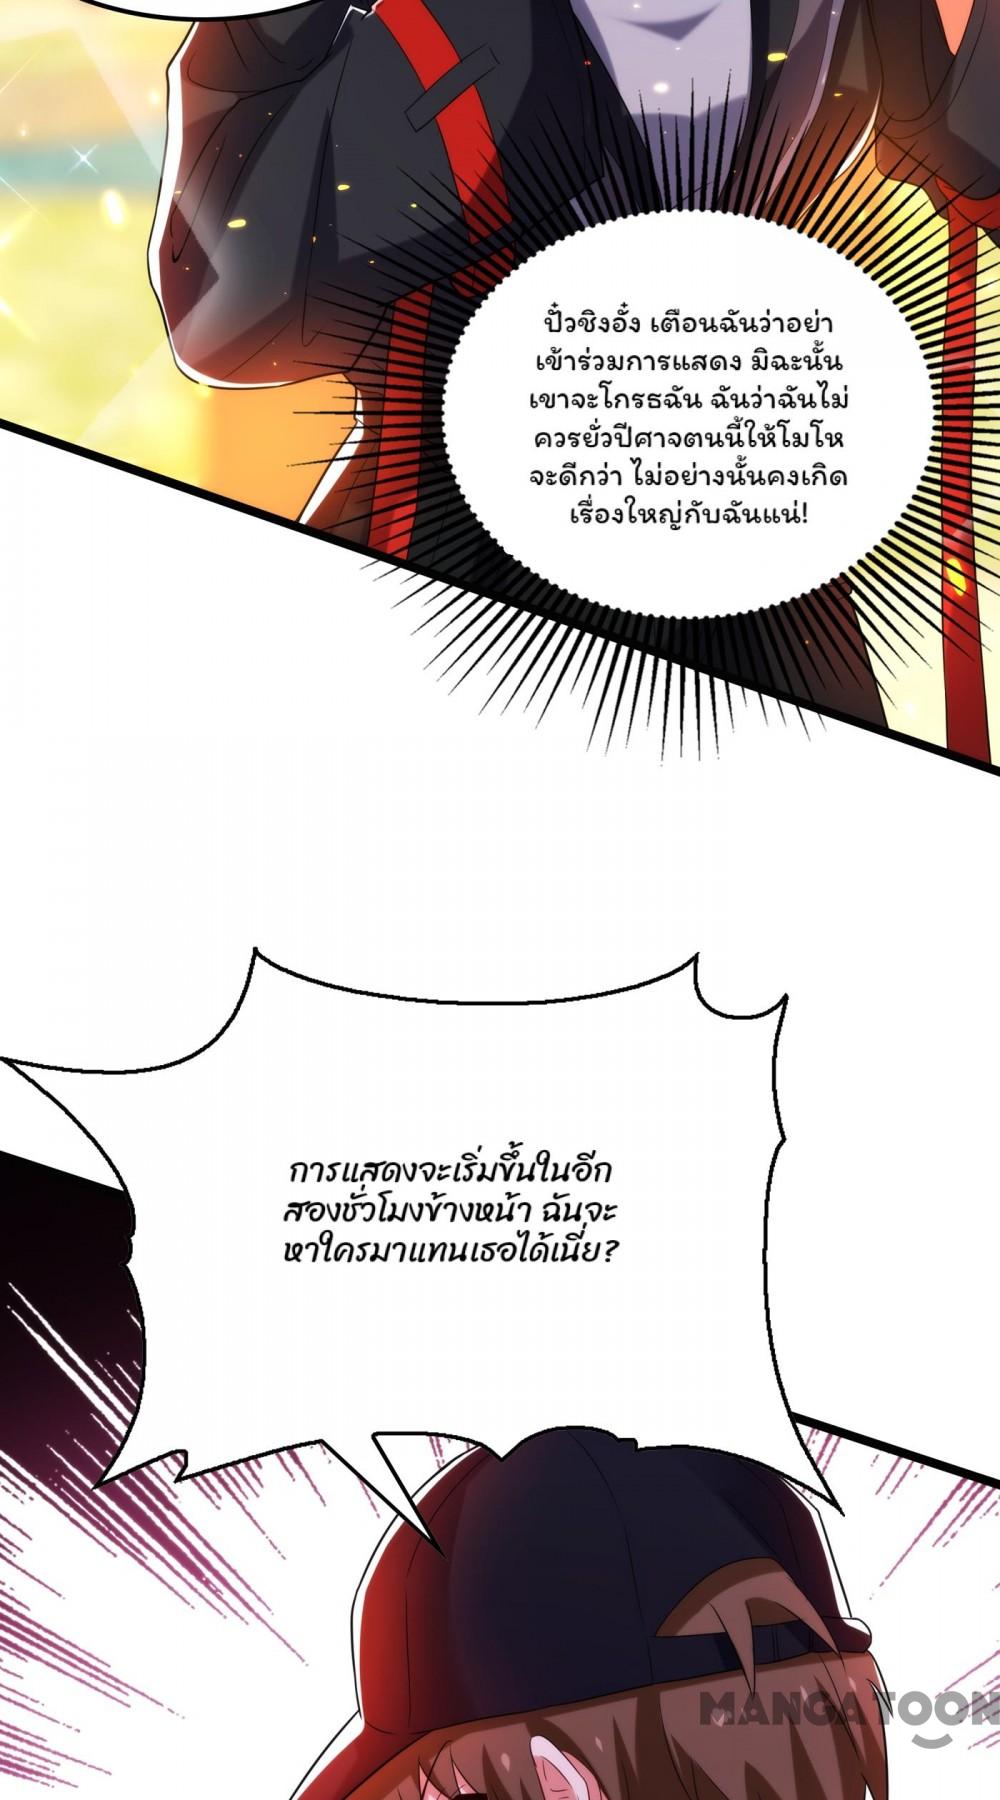 ปั๋วชิงอั๋ง เตือนฉันว่าอย่า
เข้าร่วมการแสดง มิฉะนั้น
เขาจะโกรธฉัน ฉันว่าฉันไม่
ควรยั่วปีศาจตนนี้ให้โมโห
จะดีกว่า ไม่อย่างนั้นคงเกิด
เรื่องใหญ่กับฉันแน่!
การแสดงจะเริ่มขึ้นในอีก
สองชั่วโมงข้างหน้า ฉันจะ
หาใครมาแทนเธอได้เนี่ย?
MANGATOON